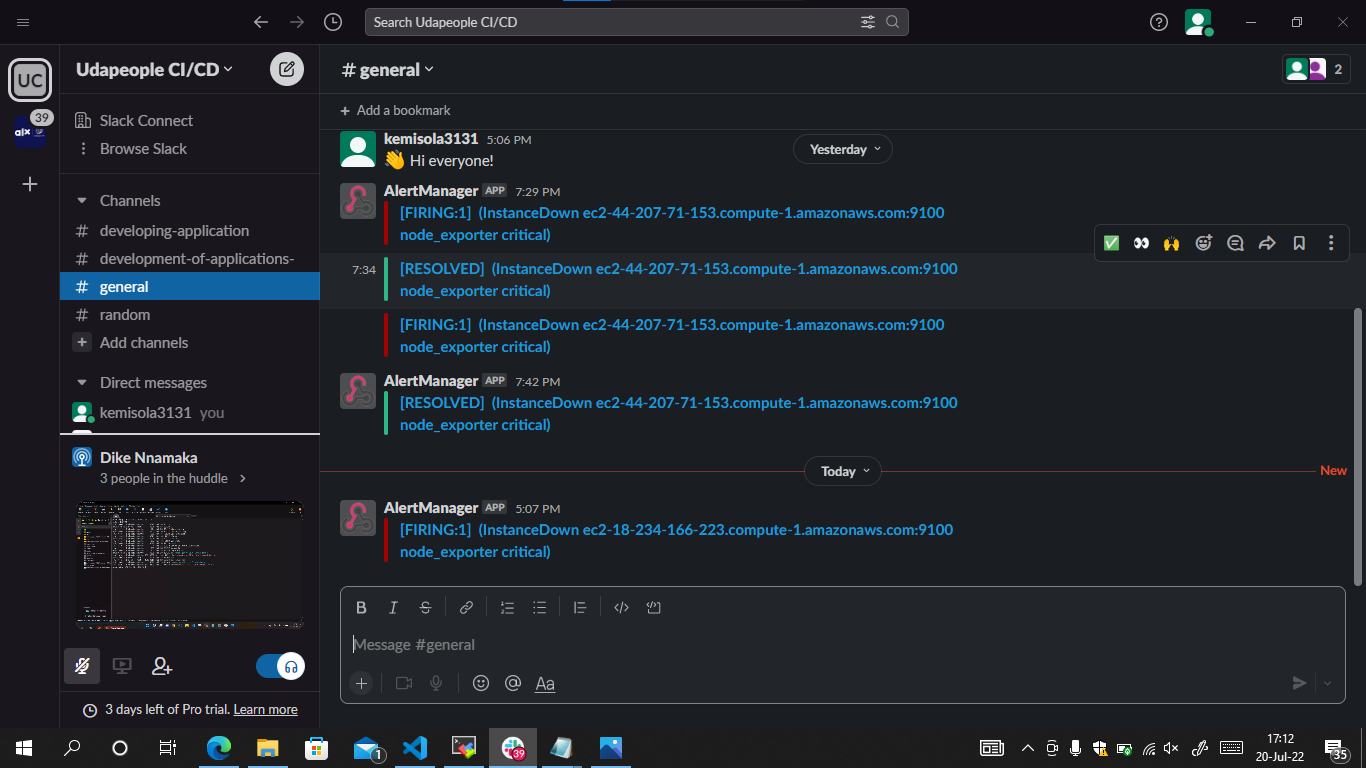 Search Udapeople CI/CD
UC
39
alx
Udapeople CI/CD
Slack Connect
Browse Slack
Channels
# developing-application
# development-of-applications-
# general
# random
+ Add channels
Direct messages
kemisola3131 you
Dike Nnamaka
3 people in the huddle >
3 days left of Pro trial. Learn more
# general
2
+ Add a bookmark
Yesterday
kemisola3131 5:06 PM
👋 Hi everyone!
AlertManager APP 7:29 PM
[FIRING:1] (InstanceDown ec2-44-207-71-153.compute-1.amazonaws.com:9100
node_exporter critical)
7:34 [RESOLVED] (InstanceDown ec2-44-207-71-153.compute-1.amazonaws.com:9100
node_exporter critical)
[FIRING:1] (InstanceDown ec2-44-207-71-153.compute-1.amazonaws.com:9100
node_exporter critical)
AlertManager APP 7:42 PM
[RESOLVED] (InstanceDown ec2-44-207-71-153.compute-1.amazonaws.com:9100
node_exporter critical)
Today
New
AlertManager APP 5:07 PM
[FIRING:1] (InstanceDown ec2-18-234-166-223.compute-1.amazonaws.com:9100
node_exporter critical)
B I S
Message #general
Aa
1
39
17:12
20-Jul-22
35